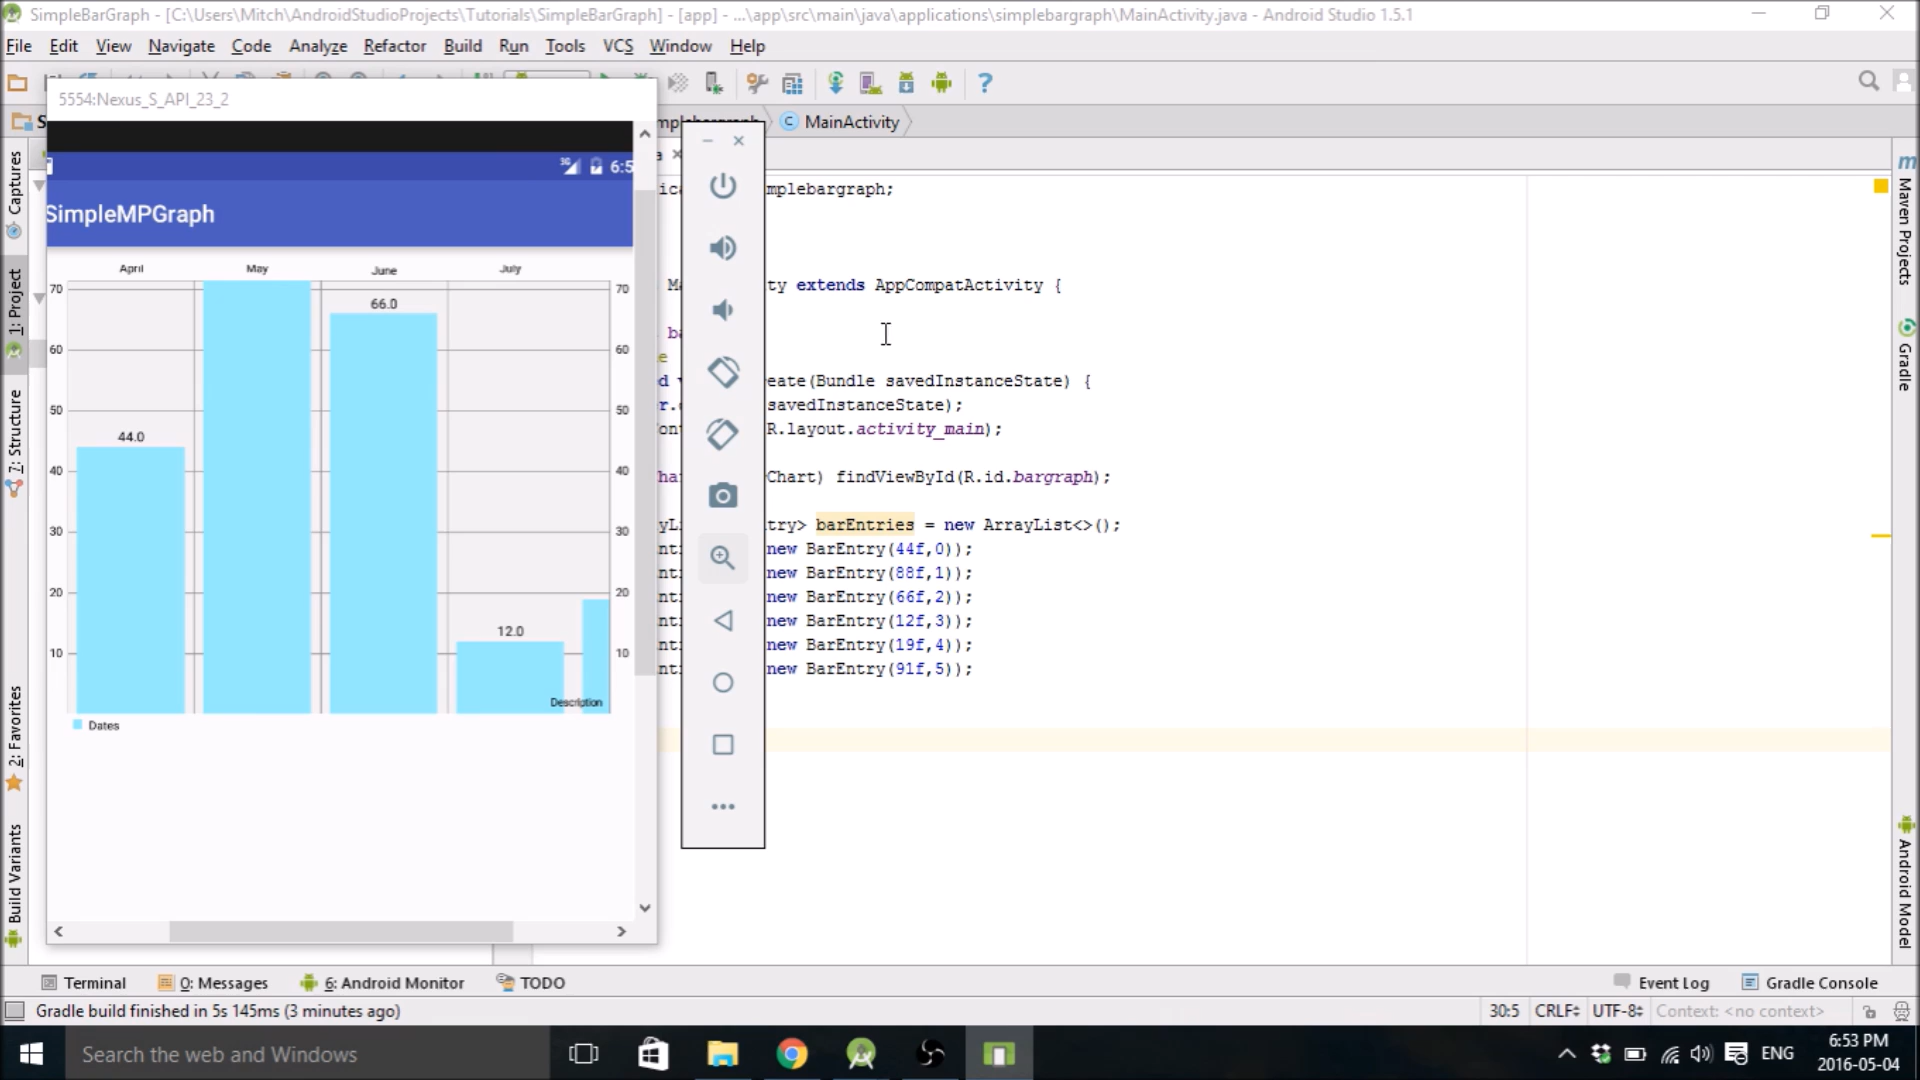 SimpleBarGraph - [C:\Users\Mitch\AndroidStudioProjects\Tutorials\SimpleBarGraph] - [app] - ...\app\src\main\java\applications\simplebargraph\MainActivity.java - Android Studio 1.5.1
File Edit View Navigate Code Analyze Refactor Build Run Tools VCS Window Help
5554:Nexus_S_API_23_2
MainActivity
3G 6:5
SimpleMPGraph
April May June July
70 70
66.0
60 60
50 50
44.0
40 40
30 30
20 20
12.0
10 10
Description
Dates
mplebargraph;
ty extends AppCompatActivity {
eate(Bundle savedInstanceState) {
savedInstanceState);
R.layout.activity_main);
Chart) findViewById(R.id.bargraph);
try> barEntries = new ArrayList<>();
new BarEntry(44f,0));
new BarEntry(88f,1));
new BarEntry(66f,2));
new BarEntry(12f,3));
new BarEntry(19f,4));
new BarEntry(91f,5));
Captures
1: Project
7: Structure
2: Favorites
Build Variants
m Maven Projects
Gradle
Android Model
Terminal 0: Messages 6: Android Monitor TODO Event Log Gradle Console
Gradle build finished in 5s 145ms (3 minutes ago) 30:5 CRLF UTF-8 Context: <no context>
Search the web and Windows
ENG
6:53 PM
2016-05-04